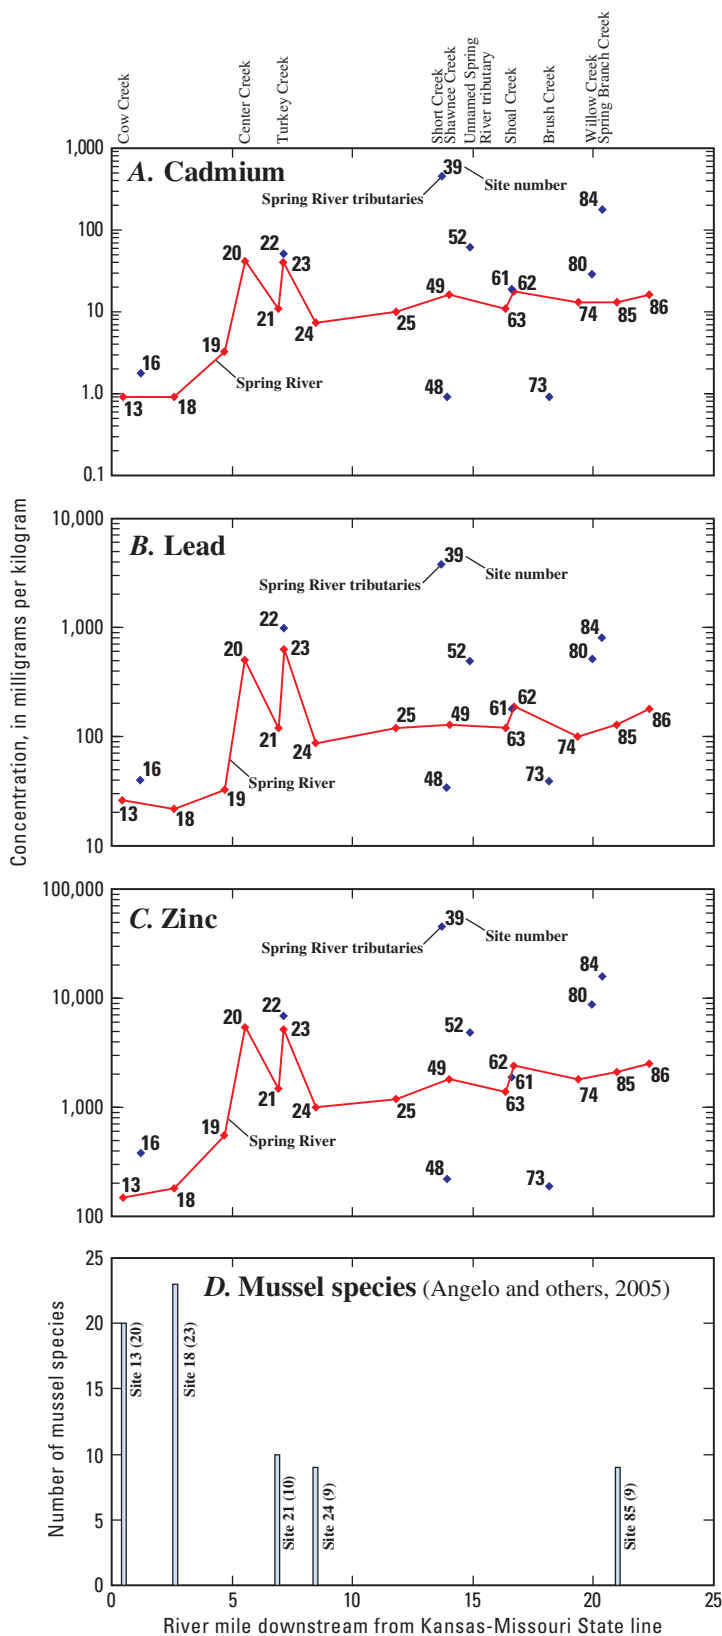 Cow Creek
Center Creek
Turkey Creek
Short Creek
Shawnee Creek
Unnamed Spring
River tributary
Shoal Creek
Brush Creek
Willow Creek
Spring Branch Creek
Concentration, in milligrams per kilogram
A. Cadmium
1,000
100
10
1.0
0.1
Spring River tributaries
39
Site number
84
22
52
20
23
80
61
62
49
86
21
24
25
63
74
85
16
19
48
73
13
18
Spring River
B. Lead
10,000
1,000
100
10
Spring River tributaries
39
Site number
22
84
20
23
52
80
25
49
61
62
21
24
63
74
85
86
16
19
48
73
13
18
Spring River
C. Zinc
100,000
10,000
1,000
100
Spring River tributaries
39
Site number
84
80
22
20
23
52
49
62
61
86
21
24
25
63
74
85
16
19
48
73
13
18
Spring River
D. Mussel species (Angelo and others, 2005)
Number of mussel species
25
20
15
10
5
0
Site 13 (20)
Site 18 (23)
Site 21 (10)
Site 24 (9)
Site 85 (9)
0 5 10 15 20 25
River mile downstream from Kansas-Missouri State line